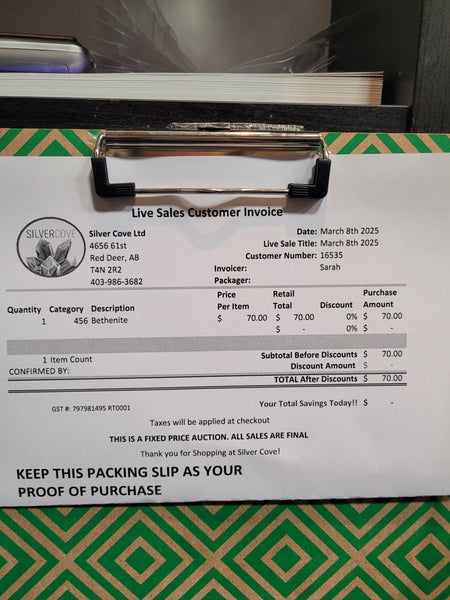 Live Sales Customer Invoice
SILVERCOVE
Silver Cove Ltd
4656 61st
Red Deer, AB
T4N 2R2
403-986-3682
Date: March 8th 2025
Live Sale Title: March 8th 2025
Customer Number: 16535
Invoicer: Sarah
Packager:
Quantity Category Description Price Per Item Retail Total Discount Purchase Amount
1 456 Bethenite $ 70.00 $ 70.00 0% $ 70.00
$ - 0% $ -
1 Item Count Subtotal Before Discounts $ 70.00
CONFIRMED BY: Discount Amount $ -
TOTAL After Discounts $ 70.00
GST #: 797981495 RT0001 Your Total Savings Today!! $ -
Taxes will be applied at checkout
THIS IS A FIXED PRICE AUCTION. ALL SALES ARE FINAL
Thank you for Shopping at Silver Cove!
KEEP THIS PACKING SLIP AS YOUR
PROOF OF PURCHASE